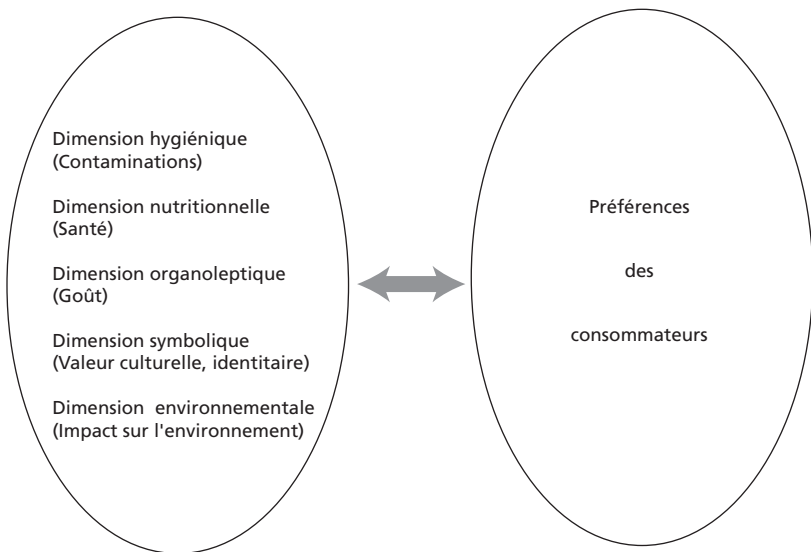 Dimension hygiénique
(Contaminations)
Dimension nutritionnelle
(Santé)
Dimension organoleptique
(Goût)
Dimension symbolique
(Valeur culturelle, identitaire)
Dimension environnementale
(Impact sur l'environnement)
Préférences
des
consommateurs